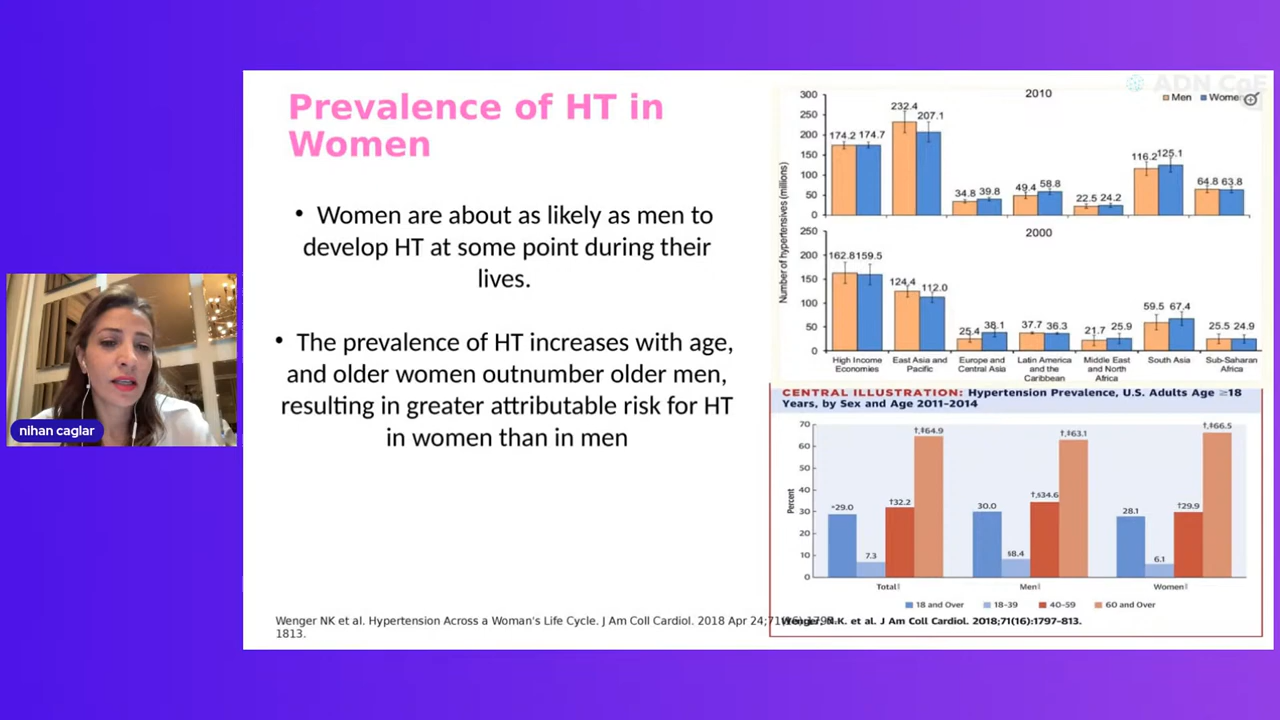 Prevalence of HT in
Women
• Women are about as likely as men to
develop HT at some point during their
lives.
• The prevalence of HT increases with age,
and older women outnumber older men,
resulting in greater attributable risk for HT
in women than in men
Wenger NK et al. Hypertension Across a Woman's Life Cycle. J Am Coll Cardiol. 2018 Apr 24;71(16):1797-
1813.
nihan caglar
ADN CgE
2010
Men Women
Number of hypertensives (millions)
300
250
200
150
100
50
0
174.2 174.7
232.4
207.1
34.8 39.8
49.4 58.8
22.5 24.2
116.2 125.1
64.8 63.8
2000
250
200
150
100
50
0
162.8 159.5
124.4 112.0
25.4 38.1
37.7 36.3
21.7 25.9
59.5 67.4
25.5 24.9
High Income
Economies
East Asia and
Pacific
Europe and
Central Asia
Latin America
and the
Caribbean
Middle East
and North
Africa
South Asia
Sub-Saharan
Africa
CENTRAL ILLUSTRATION: Hypertension Prevalence, U.S. Adults Age ≥18
Years, by Sex and Age 2011-2014
Percent
70
60
50
40
30
20
10
0
*29.0
7.3
†32.2
†,‡64.9
30.0
§8.4
†,§34.6
†,‡63.1
28.1
6.1
†29.9
†,‡66.5
Total
Men
Women
18 and Over 18-39 40-59 60 and Over
Wenger, N.K. et al. J Am Coll Cardiol. 2018;71(16):1797-813.